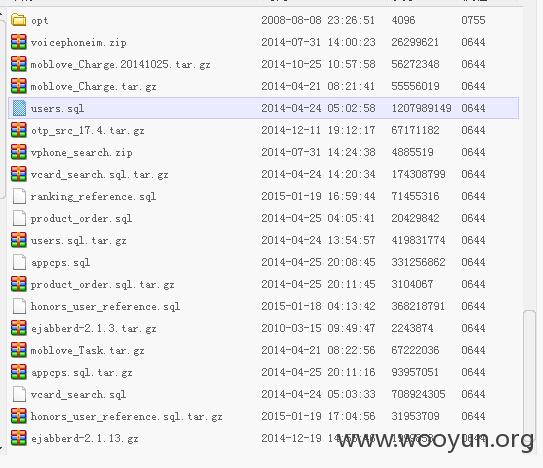 opt 2008-08-08 23:26:51 4096 0755
voicephoneim.zip 2014-07-31 14:00:23 26299621 0644
moblove_Charge.20141025.tar.gz 2014-10-25 10:57:58 56272348 0644
moblove_Charge.tar.gz 2014-04-21 08:21:41 55556019 0644
users.sql 2014-04-24 05:02:58 1207989149 0644
otp_src_17.4.tar.gz 2014-12-11 19:12:17 67171182 0644
vphone_search.zip 2014-07-31 14:24:38 4885519 0644
vcard_search.sql.tar.gz 2014-04-24 14:20:34 174308799 0644
ranking_reference.sql 2015-01-19 16:59:44 71455316 0644
product_order.sql 2014-04-25 04:05:41 20429842 0644
users.sql.tar.gz 2014-04-24 13:54:57 419831774 0644
appcps.sql 2014-04-25 20:08:45 331256862 0644
product_order.sql.tar.gz 2014-04-25 20:11:45 3104067 0644
honors_user_reference.sql 2015-01-18 04:13:42 368218791 0644
ejabberd-2.1.3.tar.gz 2010-03-15 09:49:47 2243874 0644
moblove_Task.tar.gz 2014-04-21 08:22:56 67222036 0644
appcps.sql.tar.gz 2014-04-25 20:11:16 93957051 0644
vcard_search.sql 2014-04-24 05:03:33 708924305 0644
honors_user_reference.sql.tar.gz 2015-01-19 17:04:56 31953709 0644
ejabberd-2.1.13.gz 2014-12-19 0644
www.wooyun.org